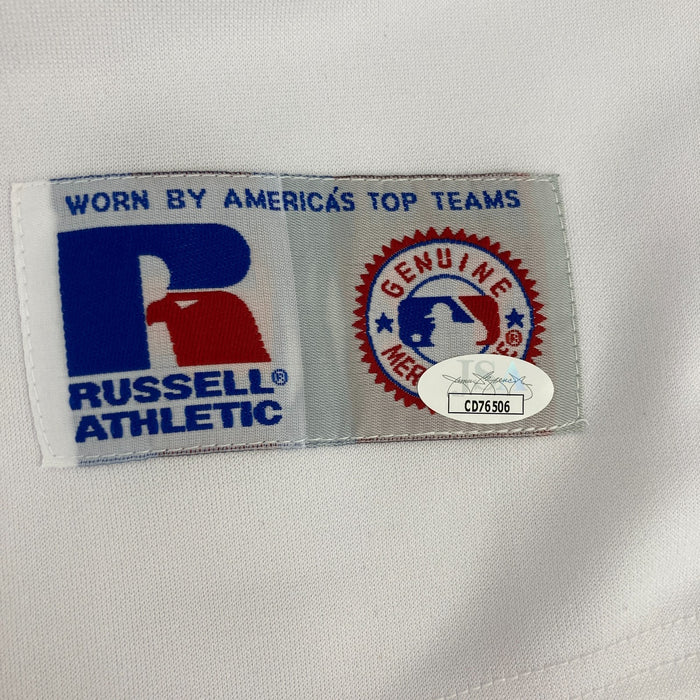 WORN BY AMERICA'S TOP TEAMS
R
RUSSELL®
ATHLETIC
GENUINE
®
CD76506